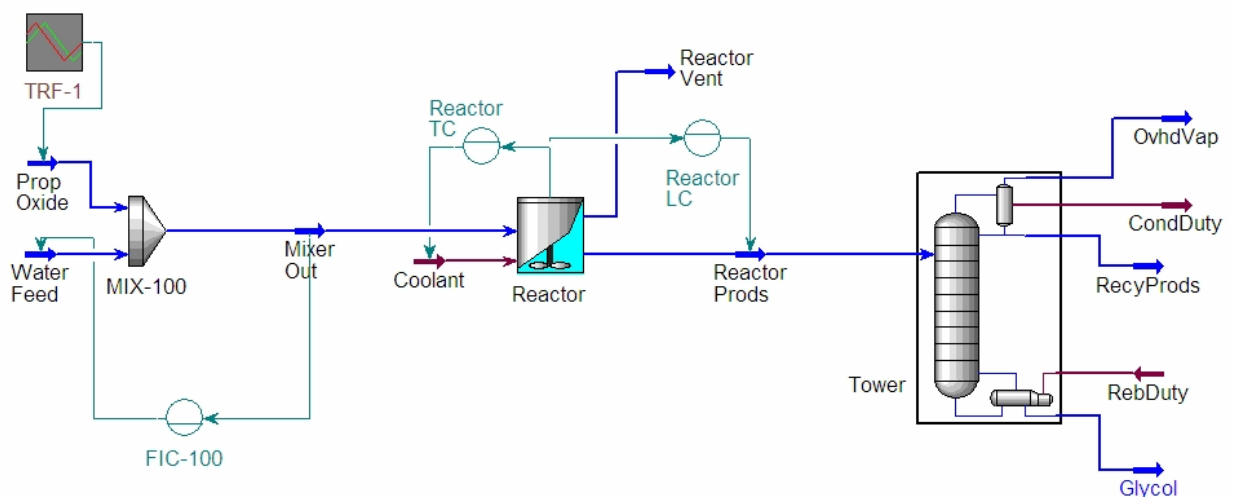 TRF-1
Prop
Oxide
Water
Feed
MIX-100
FIC-100
Mixer
Out
Reactor
TC
Coolant
Reactor
Reactor
Vent
Reactor
LC
Reactor
Prods
Tower
OvhdVap
CondDuty
RecyProds
RebDuty
Glycol